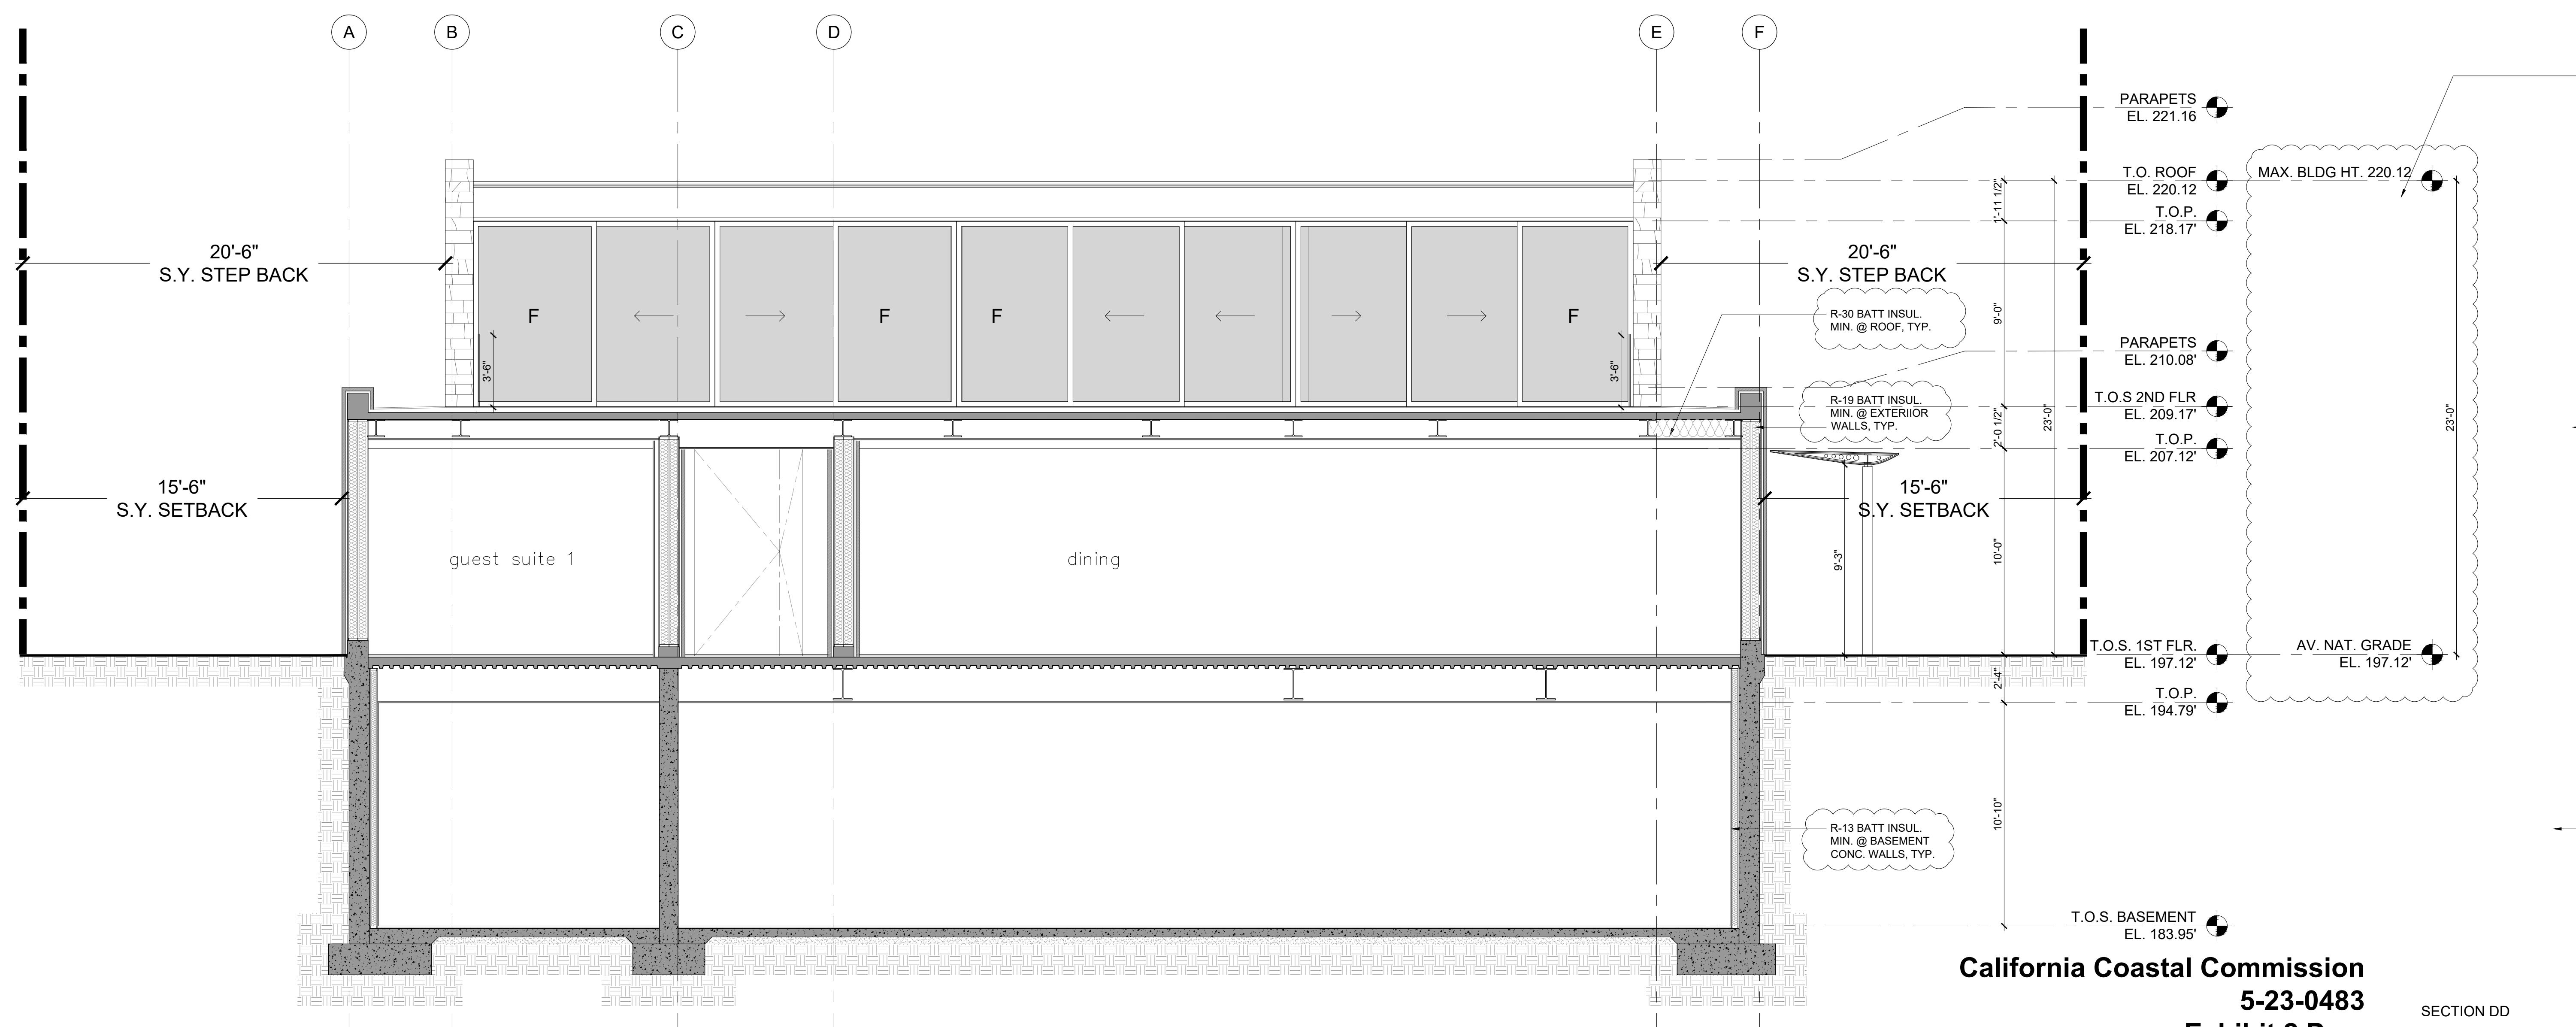 A
B
C
D
E
F
PARAPETS
EL. 221.16
T.O. ROOF
EL. 220.12
MAX. BLDG HT. 220.12
1'-11 1/2"
T.O.P.
EL. 218.17'
20'-6"
S.Y. STEP BACK
20'-6"
S.Y. STEP BACK
F
F
F
F
R-30 BATT INSUL.
MIN. @ ROOF, TYP.
9'-0"
PARAPETS
EL. 210.08'
3'-6"
3'-6"
R-19 BATT INSUL.
MIN. @ EXTERIIOR
WALLS, TYP.
T.O.S 2ND FLR
EL. 209.17'
2'-0 1/2"
23'-0"
23'-0"
T.O.P.
EL. 207.12'
15'-6"
S.Y. SETBACK
15'-6"
S.Y. SETBACK
guest suite 1
dining
9'-3"
10'-0"
T.O.S. 1ST FLR.
EL. 197.12'
AV. NAT. GRADE
EL. 197.12'
2'-4"
T.O.P.
EL. 194.79'
R-13 BATT INSUL.
MIN. @ BASEMENT
CONC. WALLS, TYP.
10'-10"
T.O.S. BASEMENT
EL. 183.95'
California Coastal Commission
5-23-0483
SECTION DD